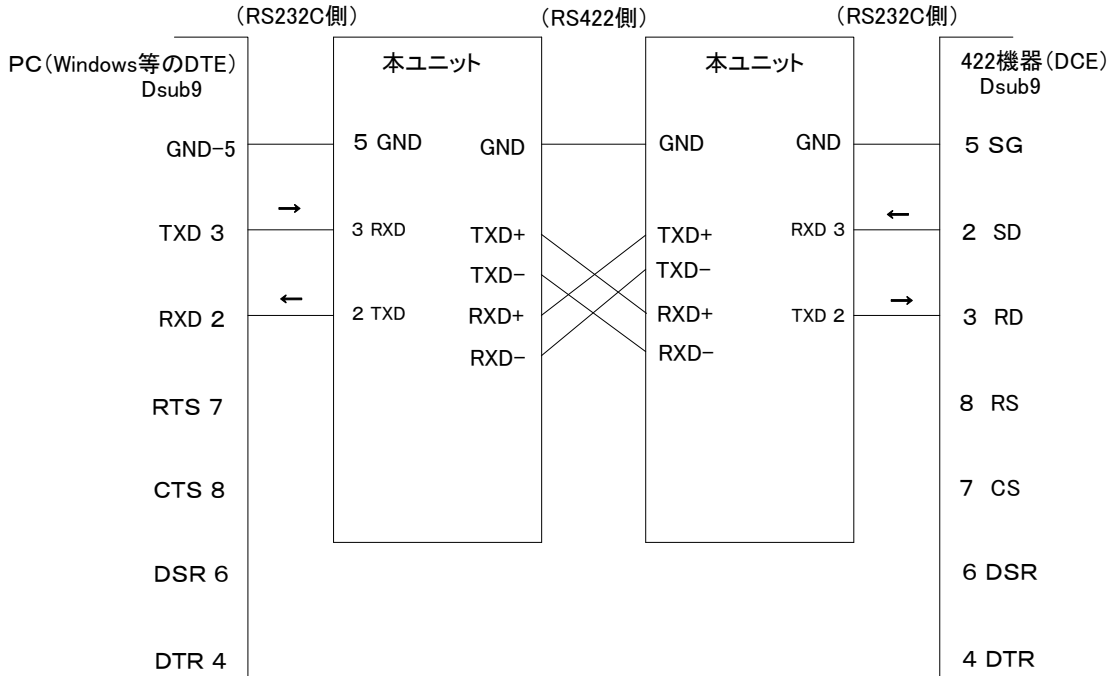 (RS232C側) (RS422側) (RS232C側)
PC(Windows等のDTE) 本ユニット 本ユニット 422機器(DCE)
Dsub9 Dsub9
GND-5 5 GND GND GND GND 5 SG
→ ←
TXD 3 3 RXD TXD+ TXD+ RXD 3 2 SD
TXD- TXD-
← →
RXD 2 2 TXD RXD+ RXD+ TXD 2 3 RD
RXD- RXD-
RTS 7 8 RS
CTS 8 7 CS
DSR 6 6 DSR
DTR 4 4 DTR